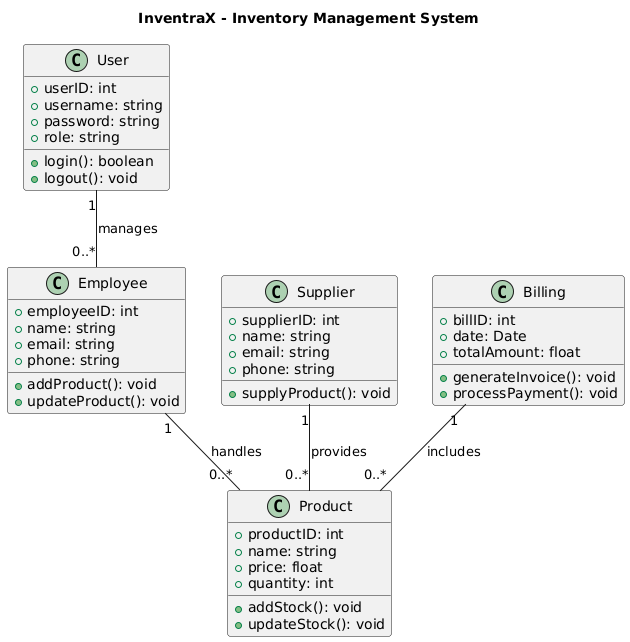 InventraX - Inventory Management System
C User
userID: int
username: string
password: string
role: string
login(): boolean
logout(): void
1
manages
0..*
C Employee
employeeID: int
name: string
email: string
phone: string
addProduct(): void
updateProduct(): void
C Supplier
supplierID: int
name: string
email: string
phone: string
supplyProduct(): void
C Billing
billID: int
date: Date
totalAmount: float
generateInvoice(): void
processPayment(): void
1
handles
0..*
1
provides
0..*
1
includes
0..*
C Product
productID: int
name: string
price: float
quantity: int
addStock(): void
updateStock(): void